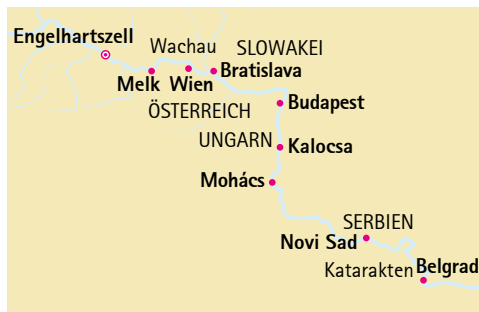 Engelhartszell
Wachau
SLOWAKEI
Melk
Wien
Bratislava
ÖSTERREICH
Budapest
UNGARN
Kalocsa
Mohács
SERBIEN
Novi Sad
Katarakten
Belgrad